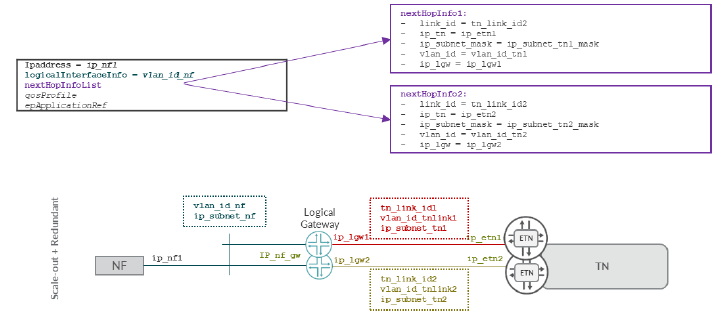 nextHopInfo1:
- link_id = tn_link_id2
- ip_tn = ip_etn1
- ip_subnet_mask = ip_subnet_tn1_mask
- vlan_id = vlan_id_tn1
- ip_lgw = ip_lgw1
Ipaddress = ip_nf1
logicalInterfaceInfo = vlan_id_nf
nextHopInfoList
qosProfile
epApplicationRef
nextHopInfo2:
- link_id = tn_link_id2
- ip_tn = ip_etn2
- ip_subnet_mask = ip_subnet_tn2_mask
- vlan_id = vlan_id_tn2
- ip_lgw = ip_lgw2
Scale-out + Redundant
vlan_id_nf
ip_subnet_nf
Logical
Gateway
tn_link_id1
vlan_id_tnlink1
ip_subnet_tn1
ip_lgw1
ip_etn1
ETN
NF
ip_nf1
IP_nf_gw
ip_lgw2
ip_etn2
ETN
TN
tn_link_id2
vlan_id_tnlink2
ip_subnet_tn2